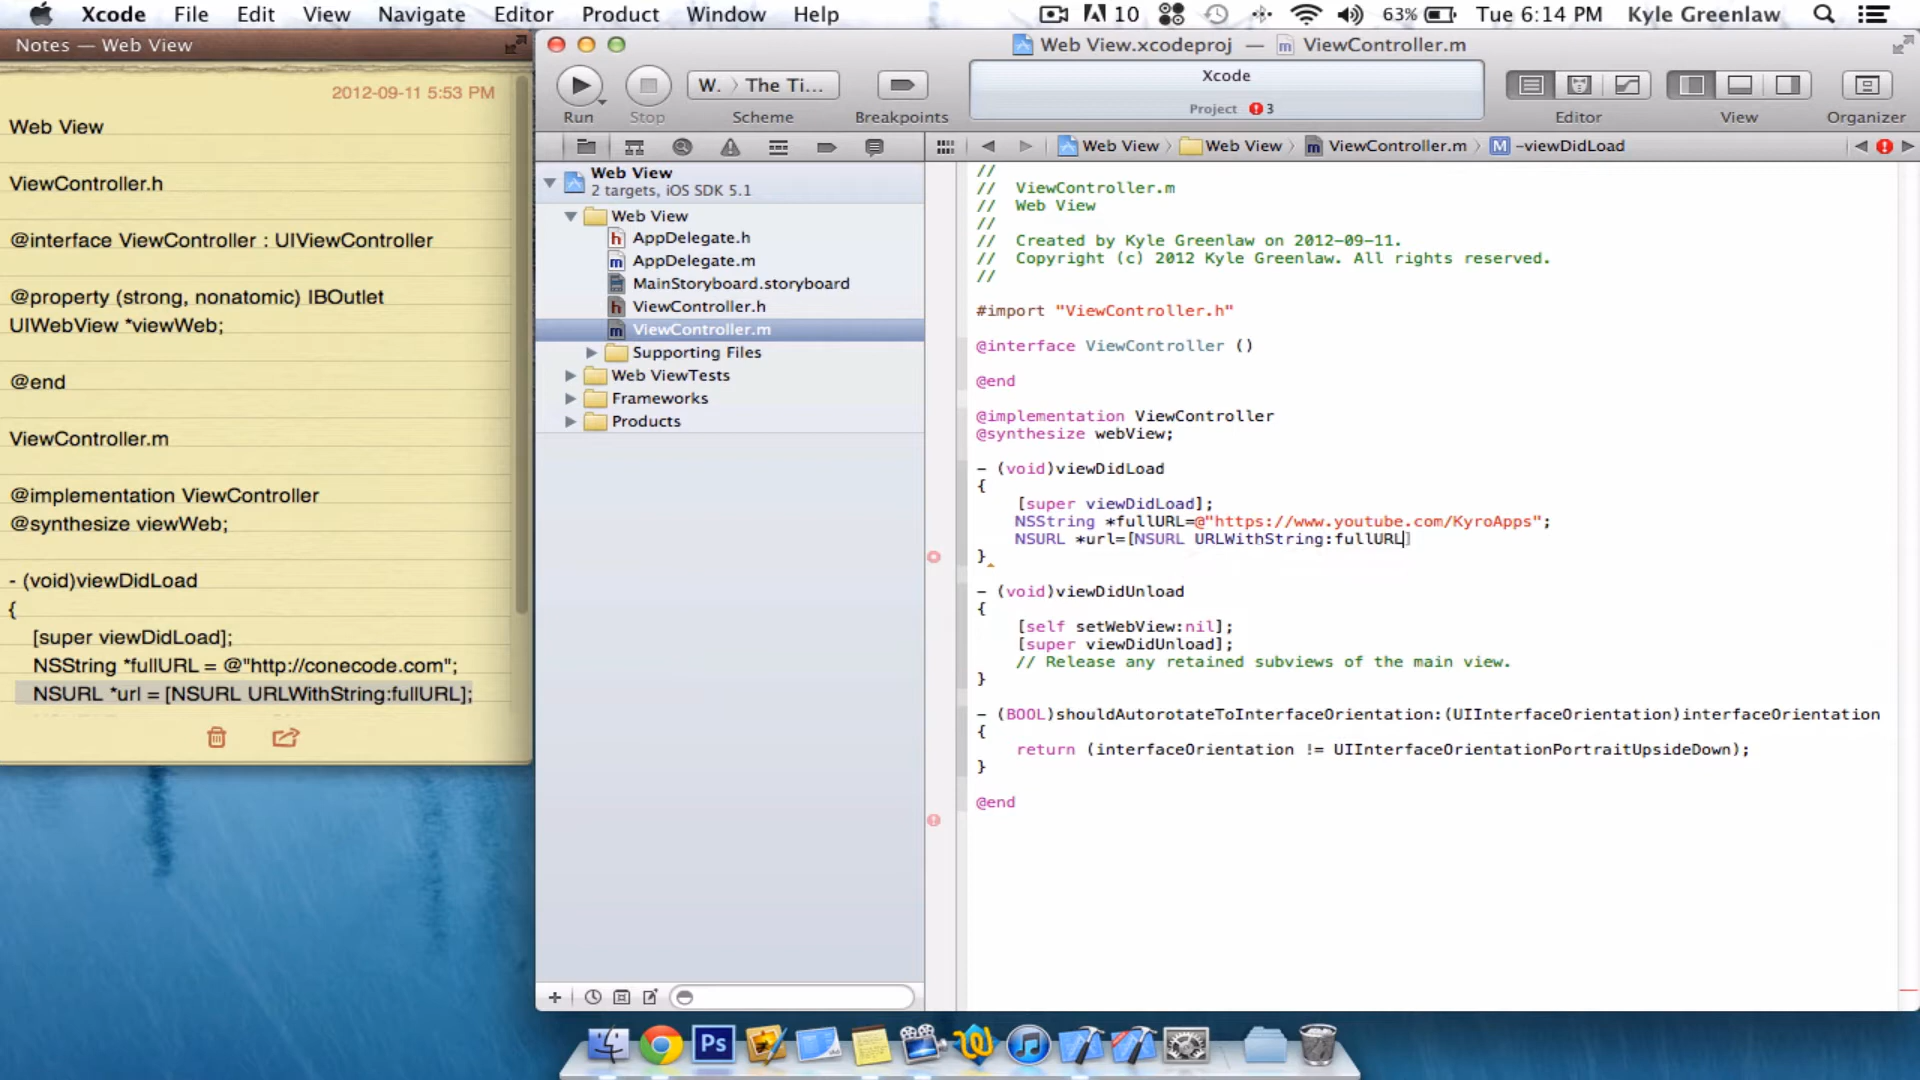 Xcode File Edit View Navigate Editor Product Window Help 10 63% Tue 6:14 PM Kyle Greenlaw
Notes — Web View
2012-09-11 5:53 PM
Web View
ViewController.h
@interface ViewController : UIViewController
@property (strong, nonatomic) IBOutlet
UIWebView *viewWeb;
@end
ViewController.m
@implementation ViewController
@synthesize viewWeb;
- (void)viewDidLoad
{
[super viewDidLoad];
NSString *fullURL = @"http://conecode.com";
NSURL *url = [NSURL URLWithString:fullURL];
Web View.xcodeproj — ViewController.m
W. The Ti...
Xcode
Project 3
Run Stop Scheme Breakpoints Editor View Organizer
Web View Web View ViewController.m -viewDidLoad
Web View
2 targets, iOS SDK 5.1
Web View
AppDelegate.h
AppDelegate.m
MainStoryboard.storyboard
ViewController.h
ViewController.m
Supporting Files
Web ViewTests
Frameworks
Products
//
// ViewController.m
// Web View
//
// Created by Kyle Greenlaw on 2012-09-11.
// Copyright (c) 2012 Kyle Greenlaw. All rights reserved.
//
#import "ViewController.h"
@interface ViewController ()
@end
@implementation ViewController
@synthesize webView;
- (void)viewDidLoad
{
[super viewDidLoad];
NSString *fullURL=@"https://www.youtube.com/KyroApps";
NSURL *url=[NSURL URLWithString:fullURL]
}
- (void)viewDidUnload
{
[self setWebView:nil];
[super viewDidUnload];
// Release any retained subviews of the main view.
}
- (BOOL)shouldAutorotateToInterfaceOrientation:(UIInterfaceOrientation)interfaceOrientation
{
return (interfaceOrientation != UIInterfaceOrientationPortraitUpsideDown);
}
@end
Ps